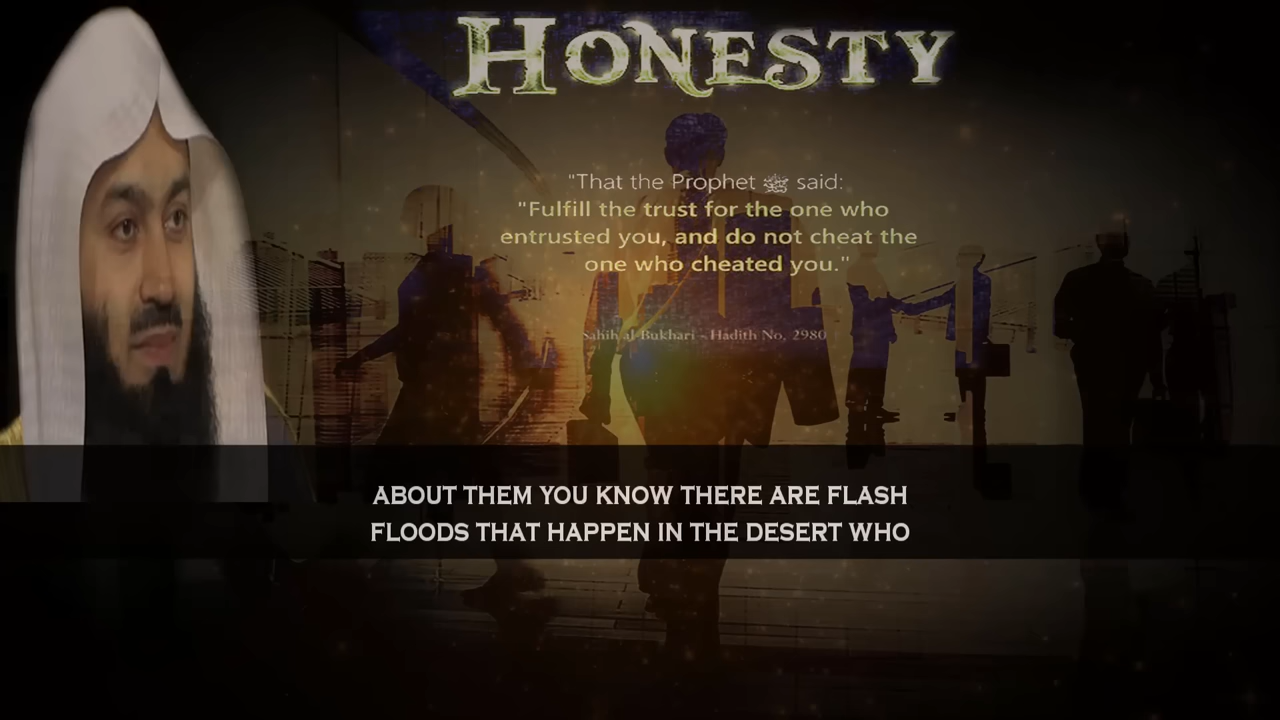 HONESTY
"That the Prophet ﷺ said:
"Fulfill the trust for the one who
entrusted you, and do not cheat the
one who cheated you."
Sahih al-Bukhari - Hadith No, 2980
ABOUT THEM YOU KNOW THERE ARE FLASH
FLOODS THAT HAPPEN IN THE DESERT WHO